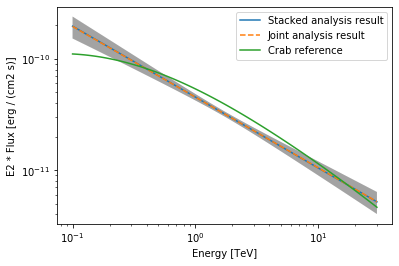 Stacked analysis result
Joint analysis result
Crab reference
E2 * Flux [erg / (cm2 s)]
10⁻¹⁰
10⁻¹¹
10⁻¹
10⁰
10¹
Energy [TeV]